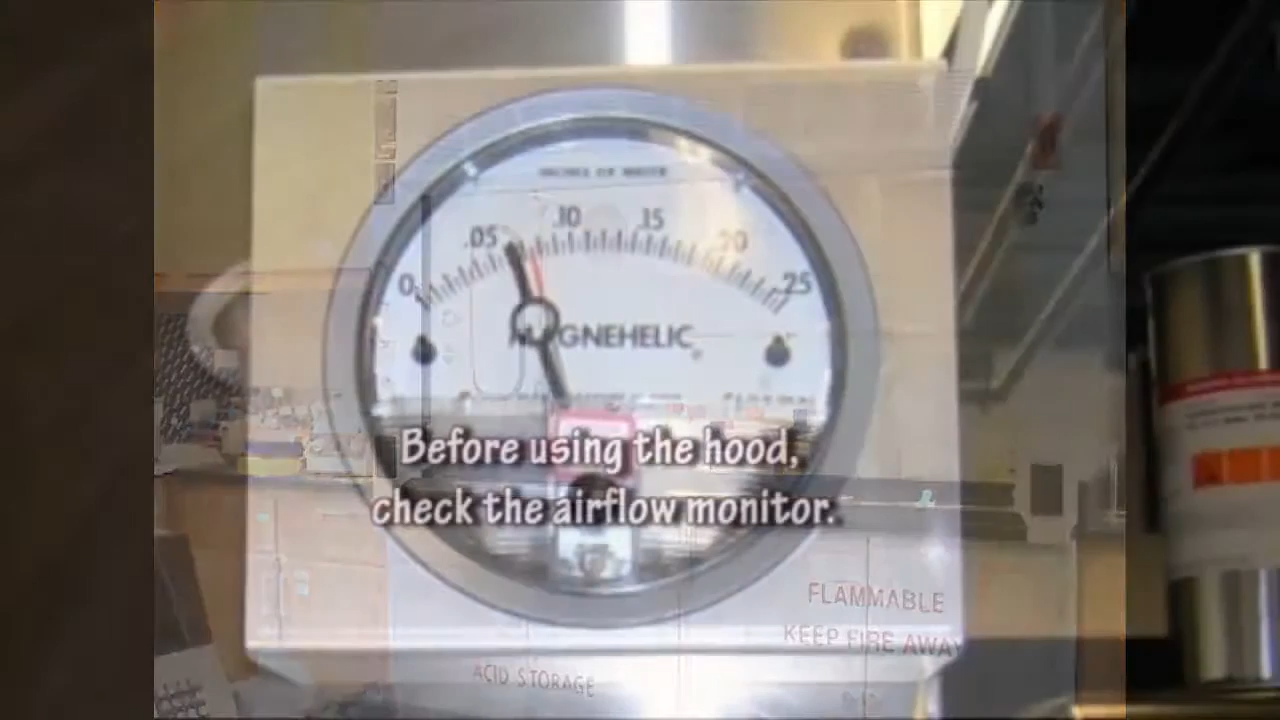 INCHES OF WATER
0 .05 .10 .15 .20 .25
MAGNEHELIC
Before using the hood,
check the airflow monitor.
FLAMMABLE
KEEP FIRE AWAY
ACID STORAGE